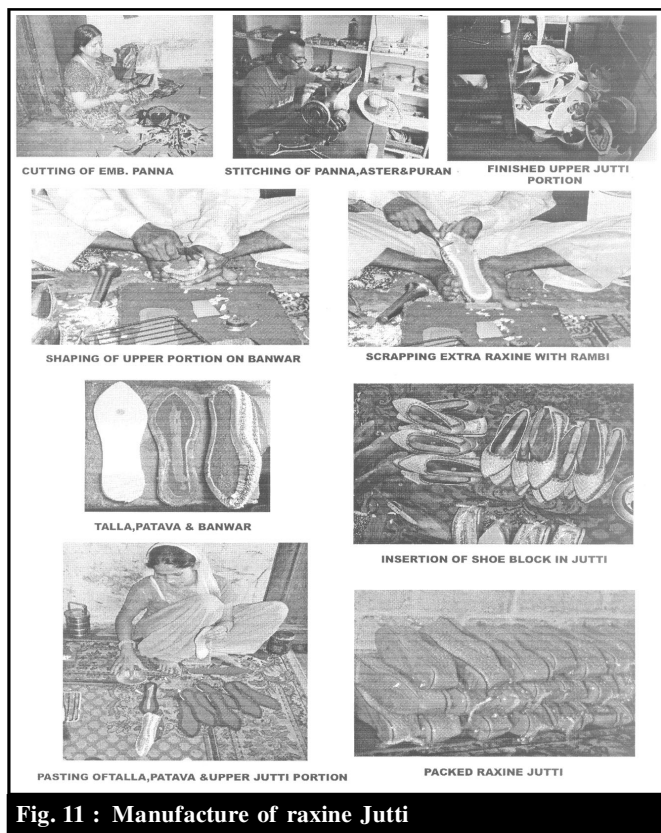 CUTTING OF EMB. PANNA
STITCHING OF PANNA,ASTER&PURAN
FINISHED UPPER JUTTI
PORTION
SHAPING OF UPPER PORTION ON BANWAR
SCRAPPING EXTRA RAXINE WITH RAMBI
TALLA,PATAVA & BANWAR
INSERTION OF SHOE BLOCK IN JUTTI
PASTING OFTALLA,PATAVA &UPPER JUTTI PORTION
PACKED RAXINE JUTTI
Fig. 11 : Manufacture of raxine Jutti